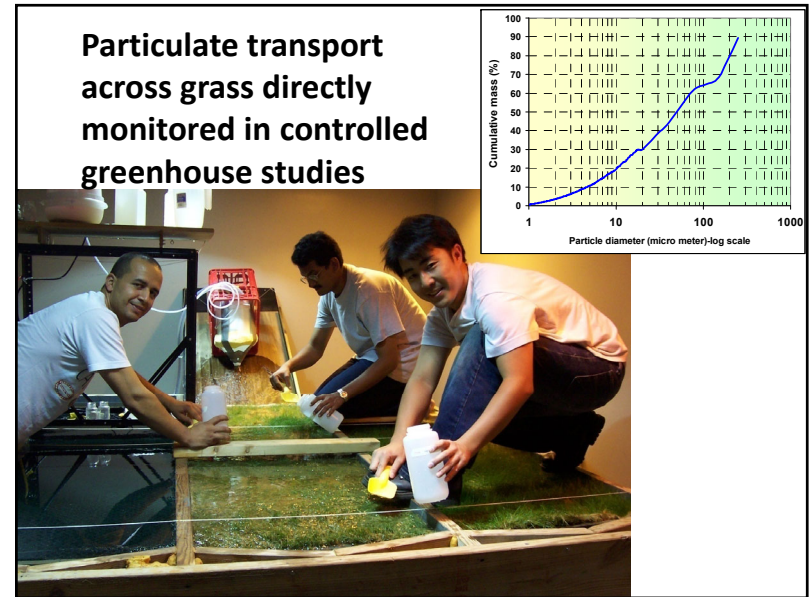 Particulate transport
across grass directly
monitored in controlled
greenhouse studies
100
90
80
70
60
50
40
30
20
10
0
Cumulative mass (%)
1 10 100 1000
Particle diameter (micro meter)-log scale